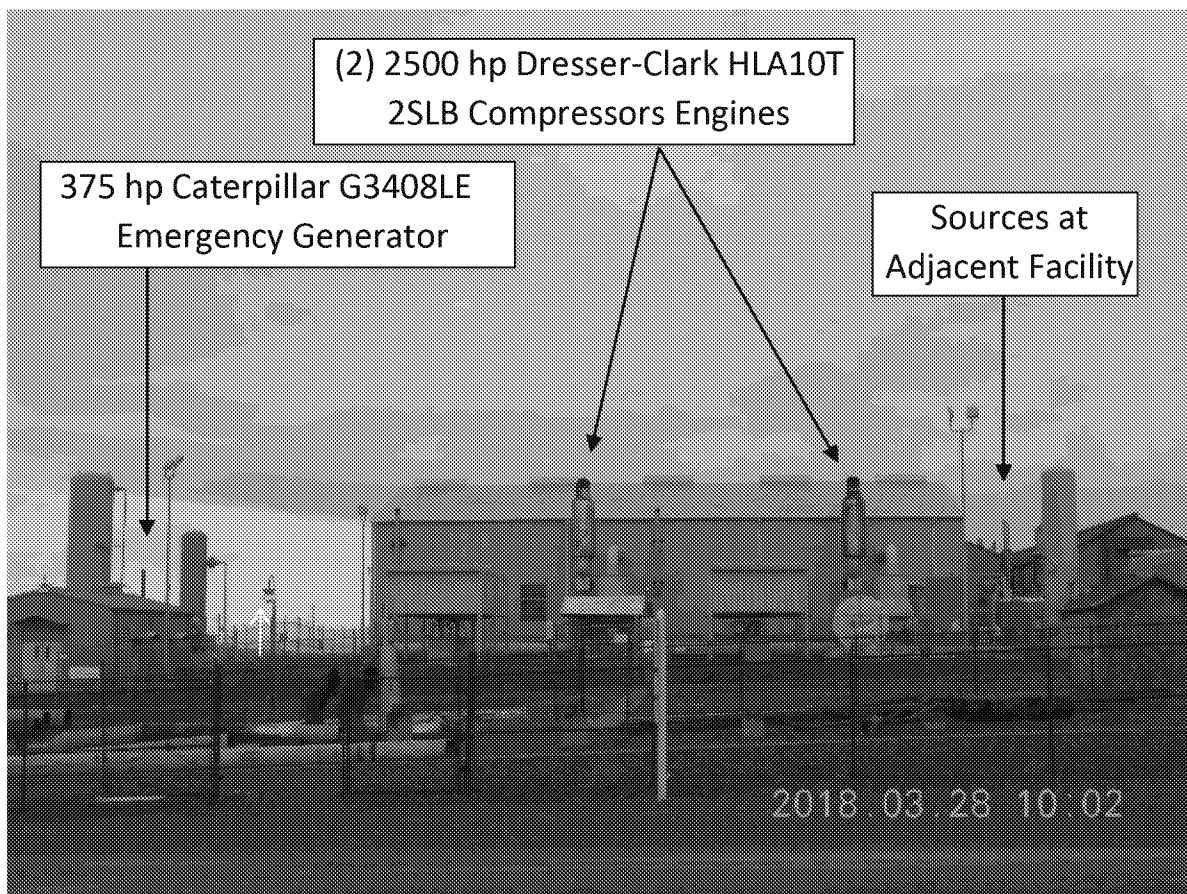 (2) 2500 hp Dresser-Clark HLA10T
2SLB Compressors Engines
375 hp Caterpillar G3408LE
Emergency Generator
Sources at
Adjacent Facility
2018 03 28 10:02